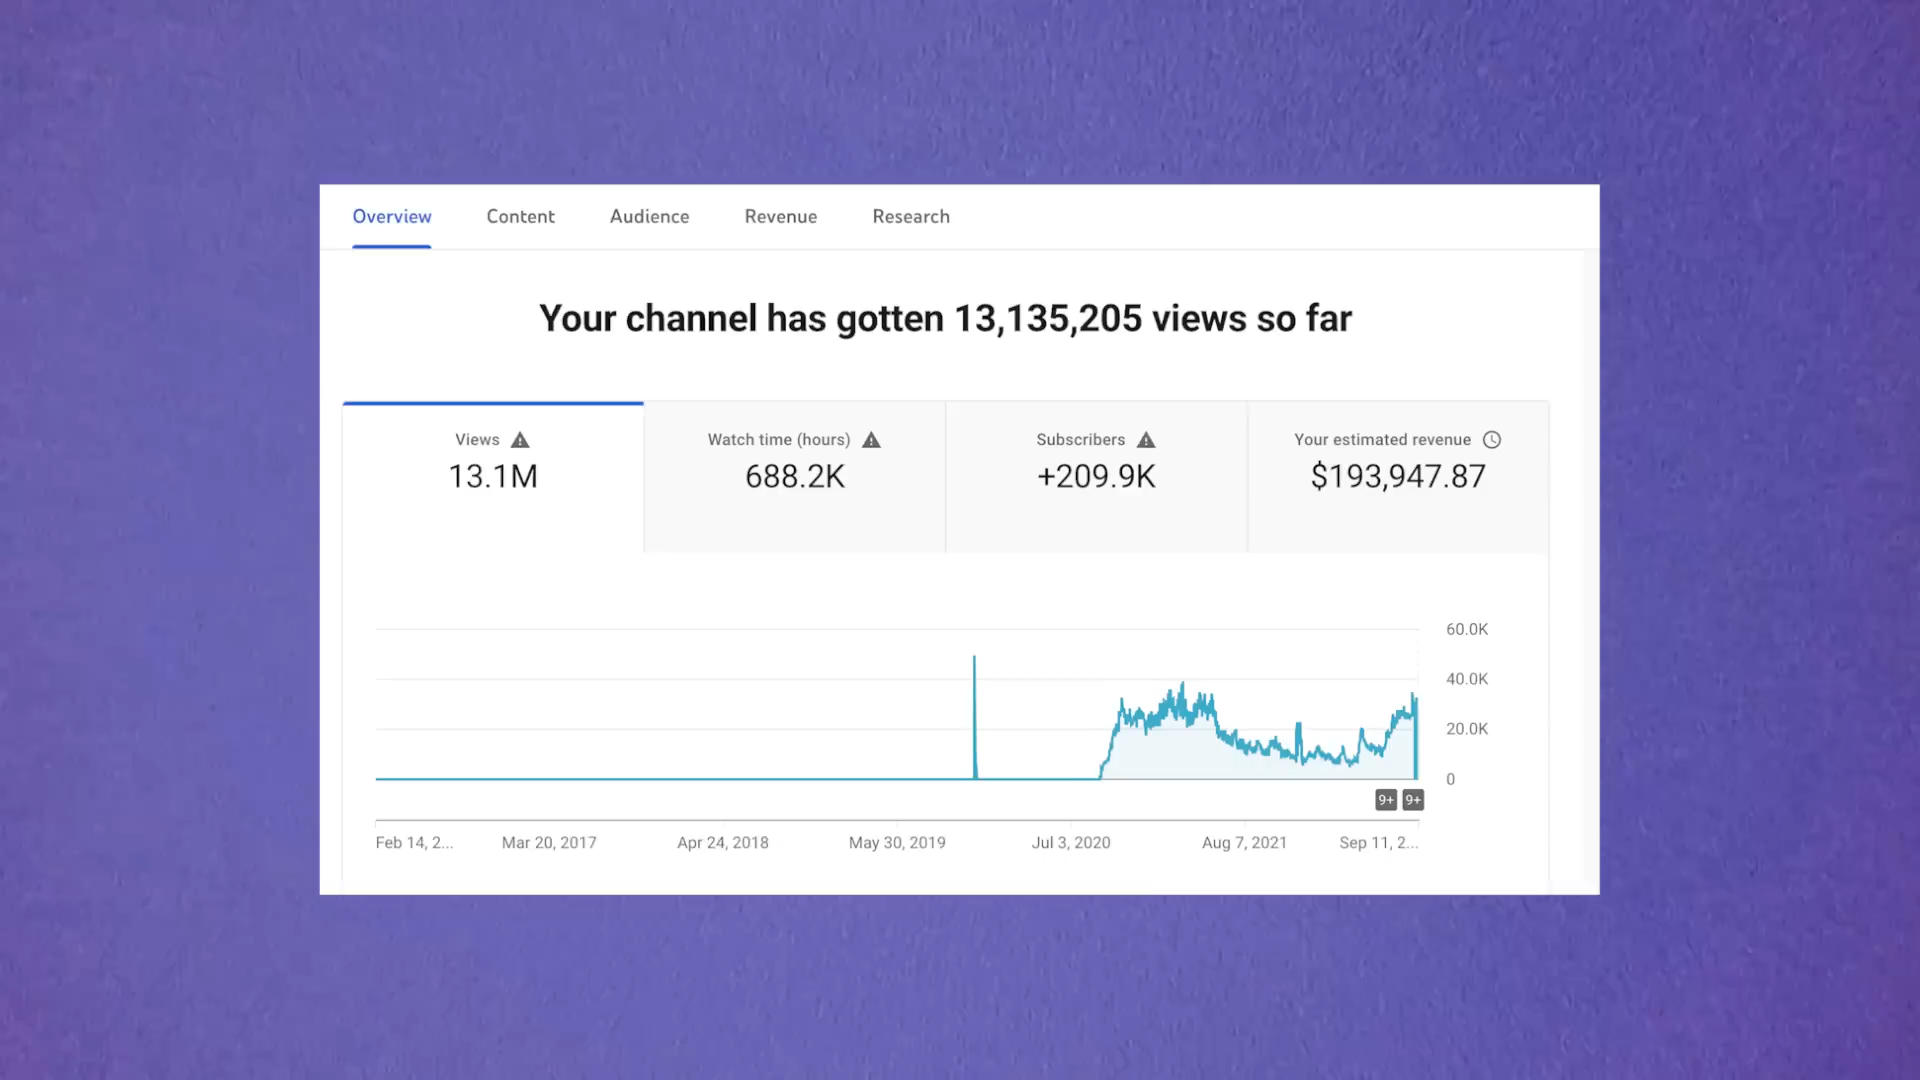 Overview Content Audience Revenue Research
Your channel has gotten 13,135,205 views so far
Views Watch time (hours) Subscribers Your estimated revenue
13.1M 688.2K +209.9K $193,947.87
60.0K
40.0K
20.0K
0
9+ 9+
Feb 14, 2... Mar 20, 2017 Apr 24, 2018 May 30, 2019 Jul 3, 2020 Aug 7, 2021 Sep 11, 2...